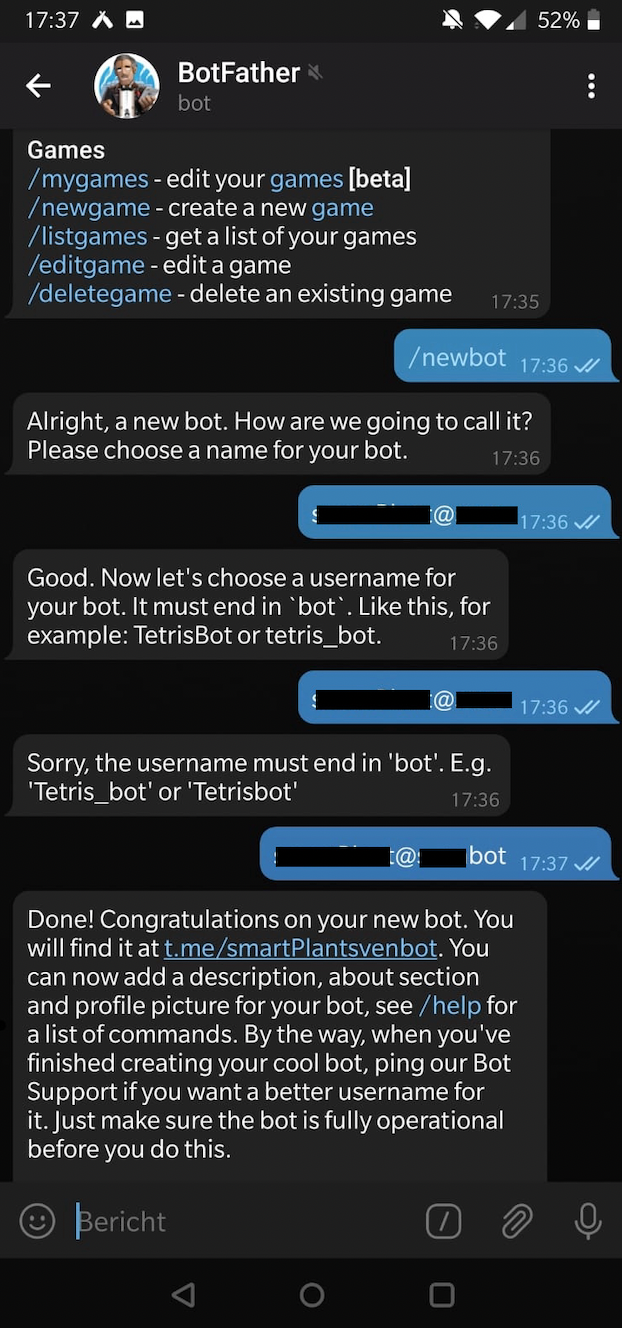 17:37
52%
BotFather
bot
Games
/mygames - edit your games [beta]
/newgame - create a new game
/listgames - get a list of your games
/editgame - edit a game
/deletegame - delete an existing game
17:35
/newbot
17:36
Alright, a new bot. How are we going to call it?
Please choose a name for your bot.
17:36
@
17:36
Good. Now let's choose a username for
your bot. It must end in `bot`. Like this, for
example: TetrisBot or tetris_bot.
17:36
@
17:36
Sorry, the username must end in 'bot'. E.g.
'Tetris_bot' or 'Tetrisbot'
17:36
t@ bot
17:37
Done! Congratulations on your new bot. You
will find it at t.me/smartPlantsvenbot. You
can now add a description, about section
and profile picture for your bot, see /help for
a list of commands. By the way, when you've
finished creating your cool bot, ping our Bot
Support if you want a better username for
it. Just make sure the bot is fully operational
before you do this.
Bericht